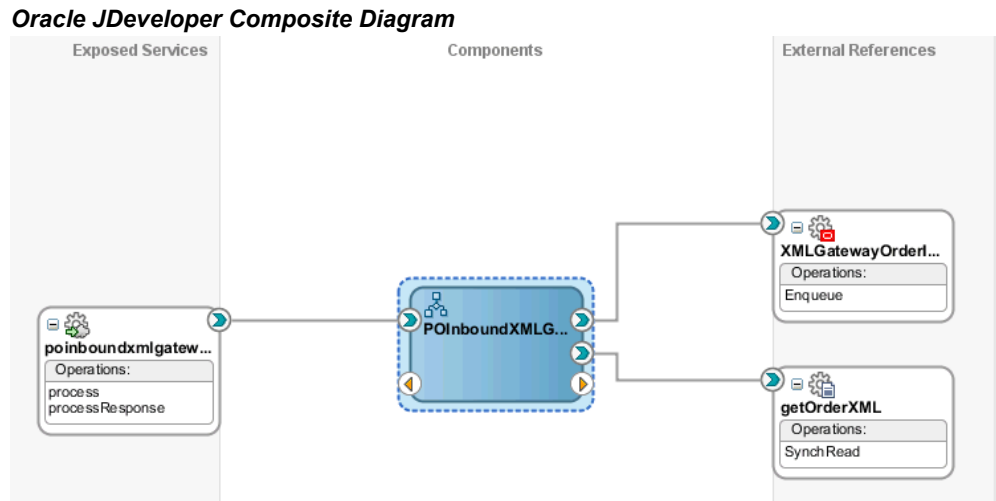 Oracle JDeveloper Composite Diagram
Exposed Services
Components
External References
XMLGatewayOrderI...
Operations:
Enqueue
poinboundxmlgatew...
Operations:
process
processResponse
POInboundXMLG...
getOrderXML
Operations:
SynchRead